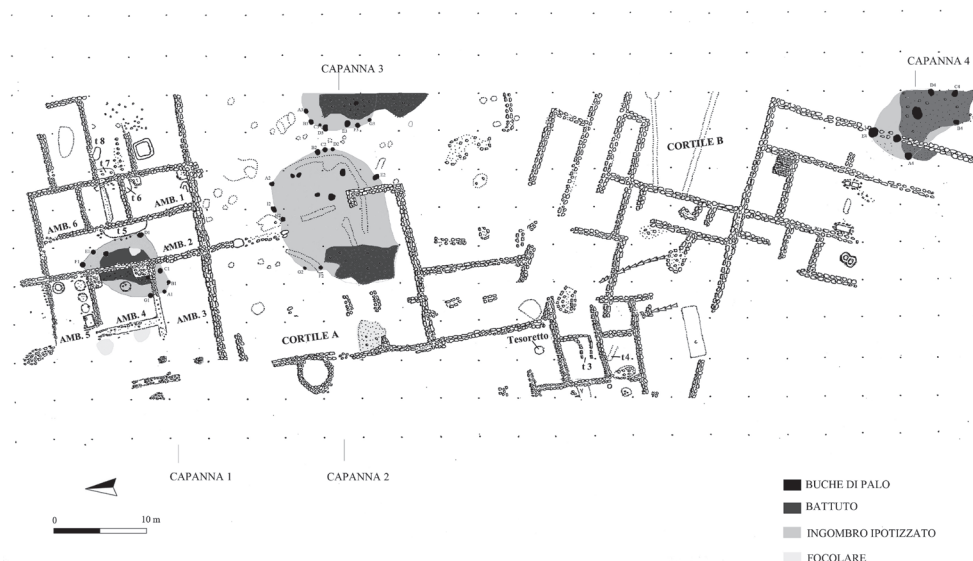 CAPANNA 3
CAPANNA 4
CORTILE B
t 8
t 7
t 6
AMB. 1
AMB. 6
t 5
AMB. 2
AMB. 4
AMB. 3
AMB. 5
CORTILE A
Tesoretto
t 3
t4
CAPANNA 1
CAPANNA 2
0 10 m
BUCHE DI PALO
BATTUTO
INGOMBRO IPOTIZZATO
FOCOLARE